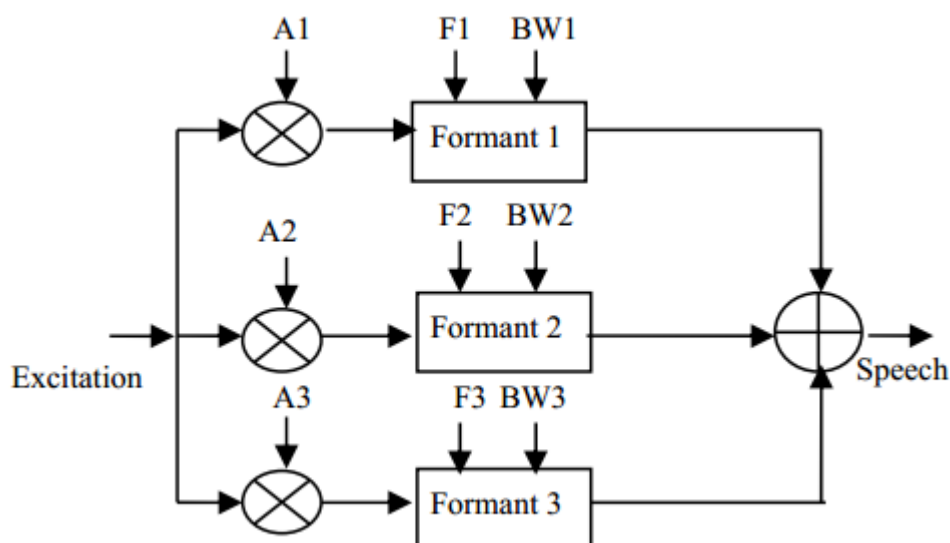 A1 F1 BW1
Formant 1
A2 F2 BW2
Formant 2
Excitation Speech
A3 F3 BW3
Formant 3